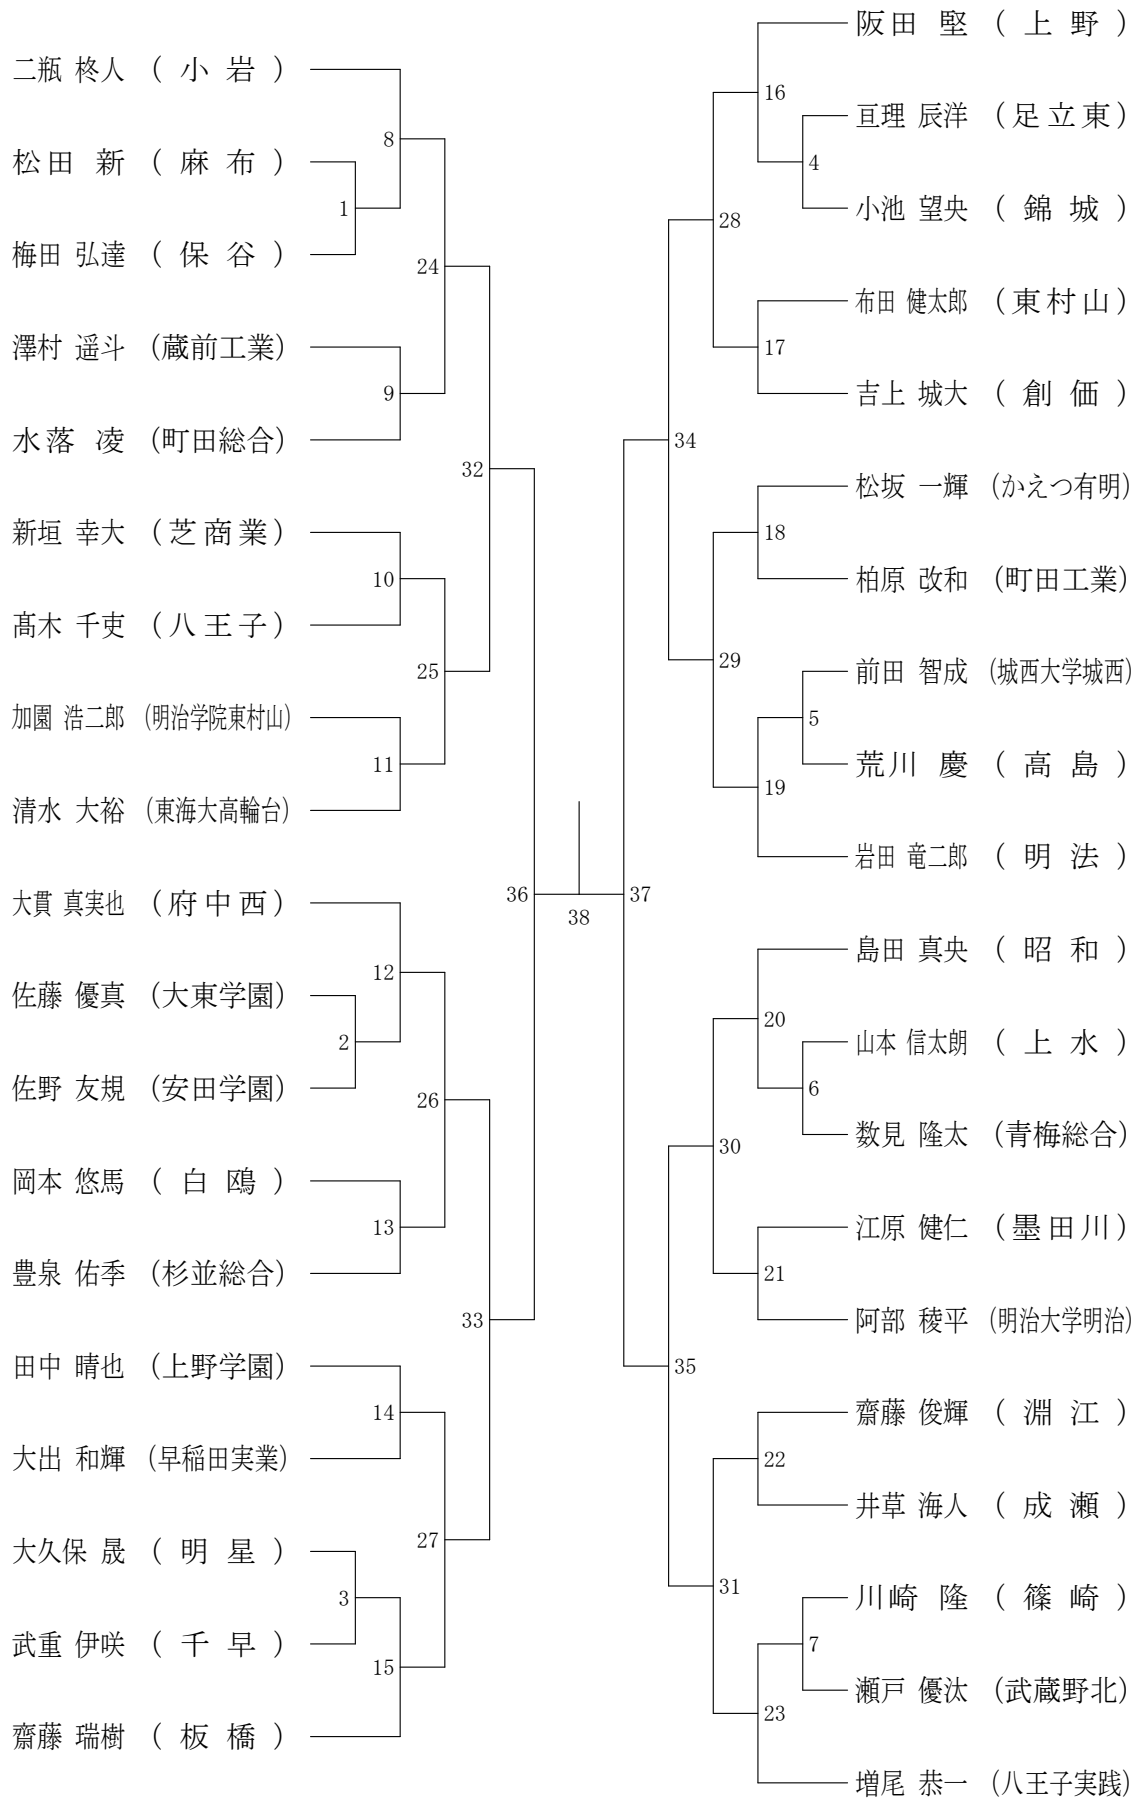 二瓶 柊人 ( 小 岩 )
松田 新 ( 麻 布 )
梅田 弘達 ( 保 谷 )
澤村 遥斗 (蔵前工業)
水落 凌 (町田総合)
新垣 幸大 (芝商業)
髙木 千吏 (八王子)
加園 浩二郎 (明治学院東村山)
清水 大裕 (東海大高輪台)
大貫 真実也 (府中西)
佐藤 優真 (大東学園)
佐野 友規 (安田学園)
岡本 悠馬 ( 白 鴎 )
豊泉 佑季 (杉並総合)
田中 晴也 (上野学園)
大出 和輝 (早稲田実業)
大久保 晟 ( 明 星 )
武重 伊咲 ( 千 早 )
齋藤 瑞樹 ( 板 橋 )
8
1
24
9
32
10
25
11
36
12
2
26
13
33
14
27
3
15
38
37
阪田 堅 ( 上 野 )
亘理 辰洋 (足立東)
小池 望央 ( 錦 城 )
布田 健太郎 (東村山)
吉上 城大 ( 創 価 )
松坂 一輝 (かえつ有明)
柏原 改和 (町田工業)
前田 智成 (城西大学城西)
荒川 慶 ( 高 島 )
岩田 竜二郎 ( 明 法 )
島田 真央 ( 昭 和 )
山本 信太朗 ( 上 水 )
数見 隆太 (青梅総合)
江原 健仁 (墨田川)
阿部 稜平 (明治大学明治)
齋藤 俊輝 ( 淵 江 )
井草 海人 ( 成 瀬 )
川崎 隆 ( 篠 崎 )
瀬戸 優汰 (武蔵野北)
増尾 恭一 (八王子実践)
16
4
28
17
34
18
29
5
19
20
6
30
21
35
22
31
7
23